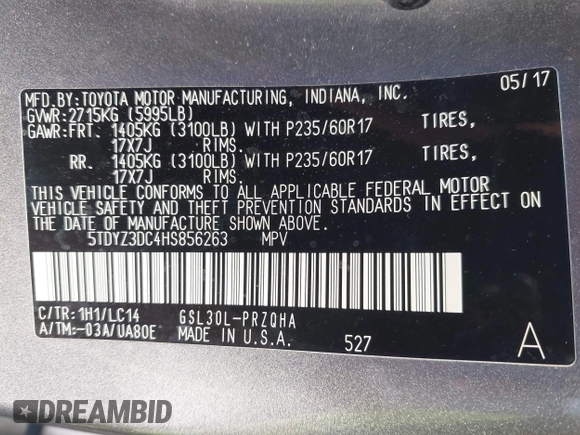 05/17
MFD.BY:TOYOTA MOTOR MANUFACTURING, INDIANA, INC.
GVWR:2715KG (5995LB)
GAWR:FRT. 1405KG (3100LB) WITH P235/60R17 TIRES,
17X7J RIMS.
RR. 1405KG (3100LB) WITH P235/60R17 TIRES,
17X7J RIMS.
THIS VEHICLE CONFORMS TO ALL APPLICABLE FEDERAL MOTOR
VEHICLE SAFETY AND THEFT PREVENTION STANDARDS IN EFFECT ON
THE DATE OF MANUFACTURE SHOWN ABOVE.
5TDYZ3DC4HS856263 MPV
C/TR:1H1/LC14 GSL30L-PRZQHA
A/TM:-03A/UA80E MADE IN U.S.A. 527 A
DREAMBID